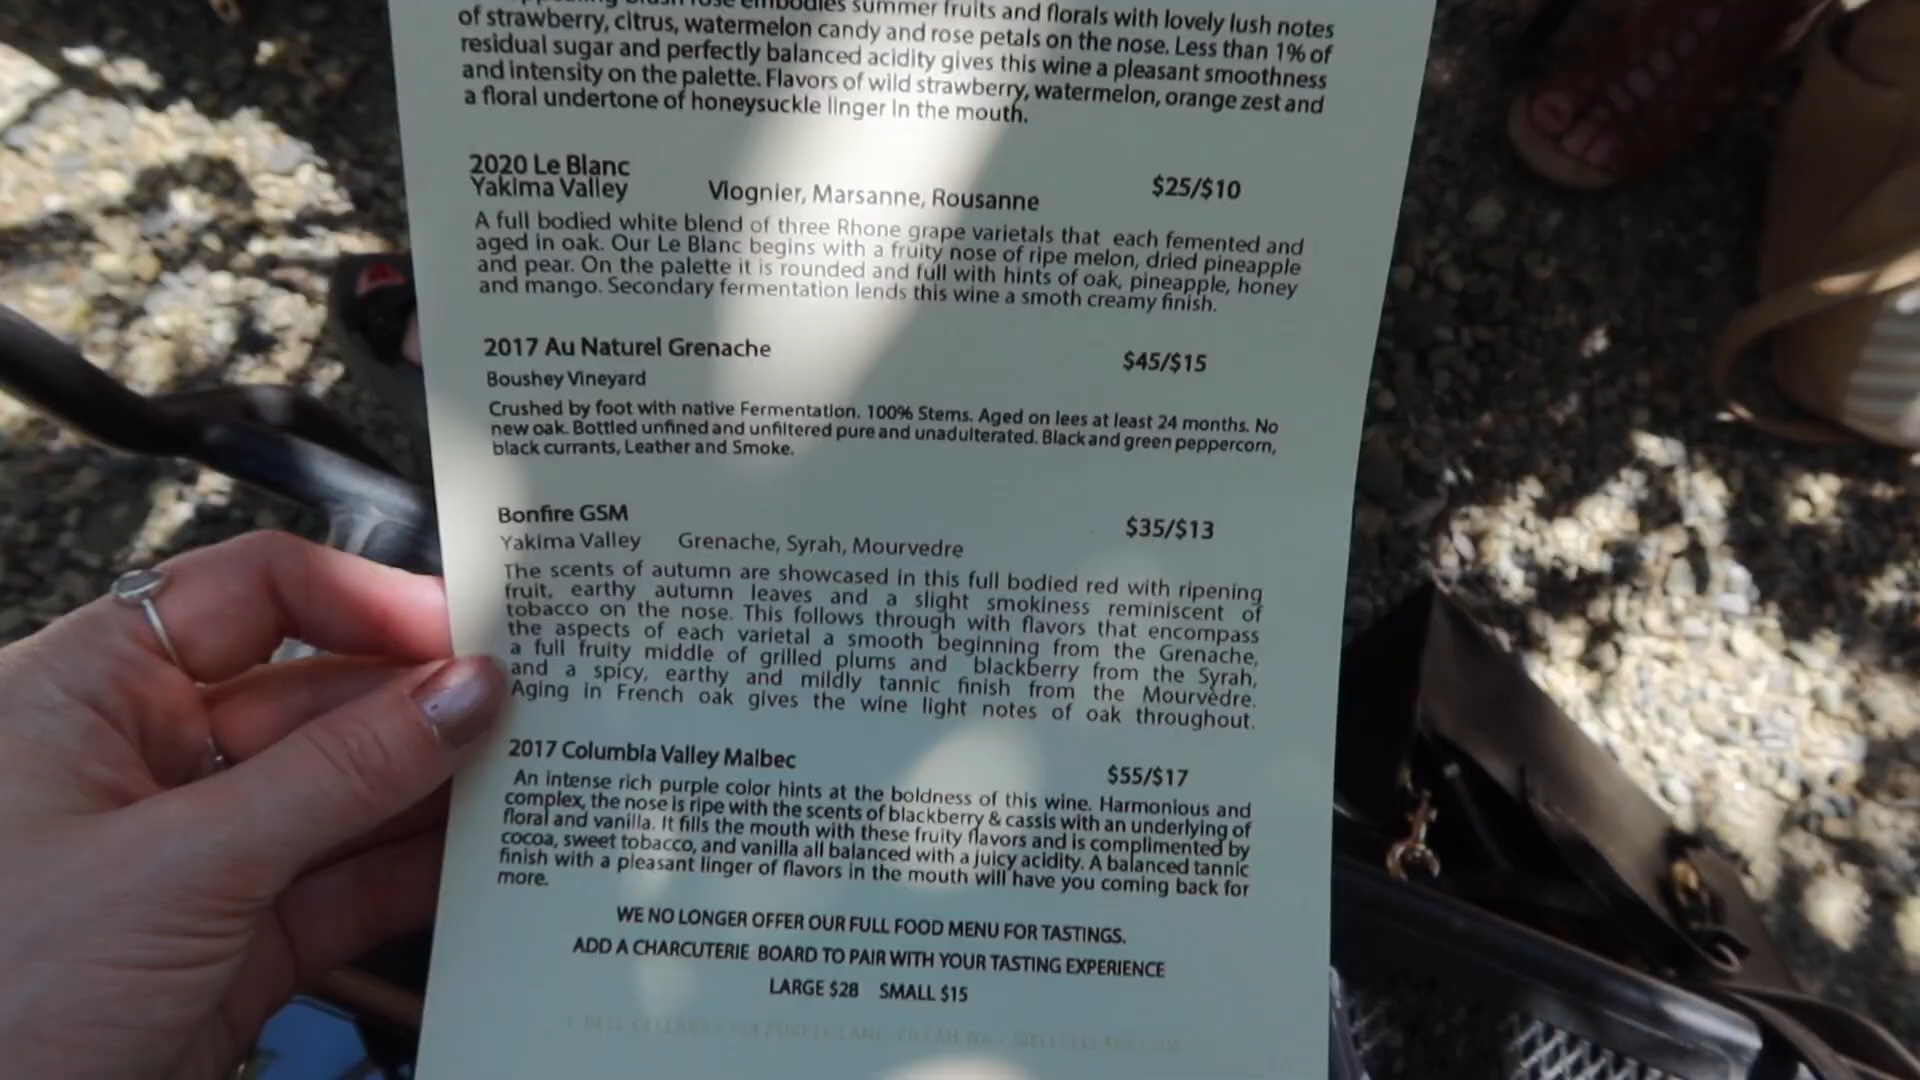 summer fruits and florals with lovely lush notes
of strawberry, citrus, watermelon candy and rose petals on the nose. Less than 1% of
residual sugar and perfectly balanced acidity gives this wine a pleasant smoothness
and intensity on the palette. Flavors of wild strawberry, watermelon, orange zest and
a floral undertone of honeysuckle linger in the mouth.
2020 Le Blanc
Yakima Valley Viognier, Marsanne, Rousanne $25/$10
A full bodied white blend of three Rhone grape varietals that each femented and
aged in oak. Our Le Blanc begins with a fruity nose of ripe melon, dried pineapple
and pear. On the palette it is rounded and full with hints of oak, pineapple, honey
and mango. Secondary fermentation lends this wine a smoth creamy finish.
2017 Au Naturel Grenache $45/$15
Boushey Vineyard
Crushed by foot with native Fermentation. 100% Stems. Aged on lees at least 24 months. No
new oak. Bottled unfined and unfiltered pure and unadulterated. Black and green peppercorn,
black currants, Leather and Smoke.
Bonfire GSM $35/$13
Yakima Valley Grenache, Syrah, Mourvedre
The scents of autumn are showcased in this full bodied red with ripening
fruit, earthy autumn leaves and a slight smokiness reminiscent of
tobacco on the nose. This follows through with flavors that encompass
the aspects of each varietal a smooth beginning from the Grenache,
a full fruity middle of grilled plums and blackberry from the Syrah,
and a spicy, earthy and mildly tannic finish from the Mourvèdre.
Aging in French oak gives the wine light notes of oak throughout.
2017 Columbia Valley Malbec $55/$17
An intense rich purple color hints at the boldness of this wine. Harmonious and
complex, the nose is ripe with the scents of blackberry & cassis with an underlying of
floral and vanilla. It fills the mouth with these fruity flavors and is complimented by
cocoa, sweet tobacco, and vanilla all balanced with a juicy acidity. A balanced tannic
finish with a pleasant linger of flavors in the mouth will have you coming back for
more.
WE NO LONGER OFFER OUR FULL FOOD MENU FOR TASTINGS.
ADD A CHARCUTERIE BOARD TO PAIR WITH YOUR TASTING EXPERIENCE
LARGE $28 SMALL $15